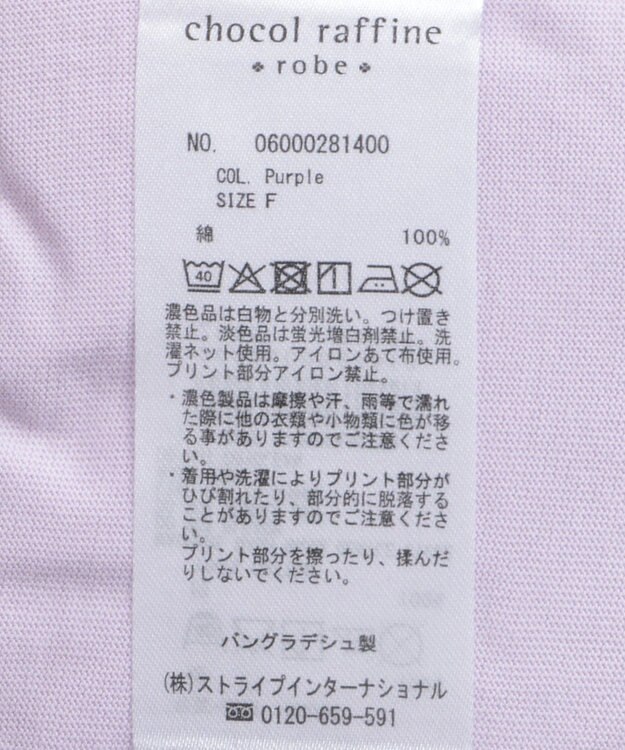 chocol raffine
robe
NO. 06000281400
COL. Purple
SIZE F
綿 100%
40
濃色品は白物と分別洗い。つけ置き
禁止。淡色品は蛍光増白剤禁止。洗
濯ネット使用。アイロンあて布使用。
プリント部分アイロン禁止。
・濃色製品は摩擦や汗、雨等で濡れ
た際に他の衣類や小物類に色が移
る事がありますのでご注意くださ
い。
・着用や洗濯によりプリント部分が
ひび割れたり、部分的に脱落する
ことがありますのでご注意くださ
い。
プリント部分を擦ったり、揉んだ
りしないでください。
バングラデシュ製
(株)ストライプインターナショナル
0120-659-591